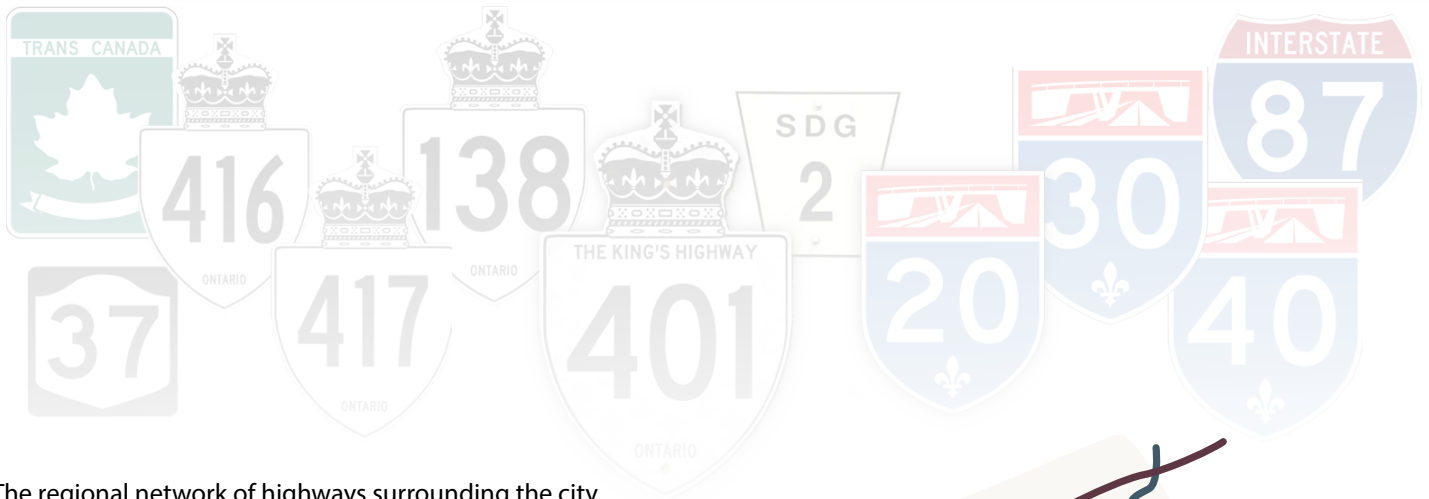 TRANS CANADA
416
ONTARIO
138
ONTARIO
SDG
2
INTERSTATE
87
30
37
417
ONTARIO
THE KING'S HIGHWAY
401
ONTARIO
20
40
The regional network of highways surrounding the city